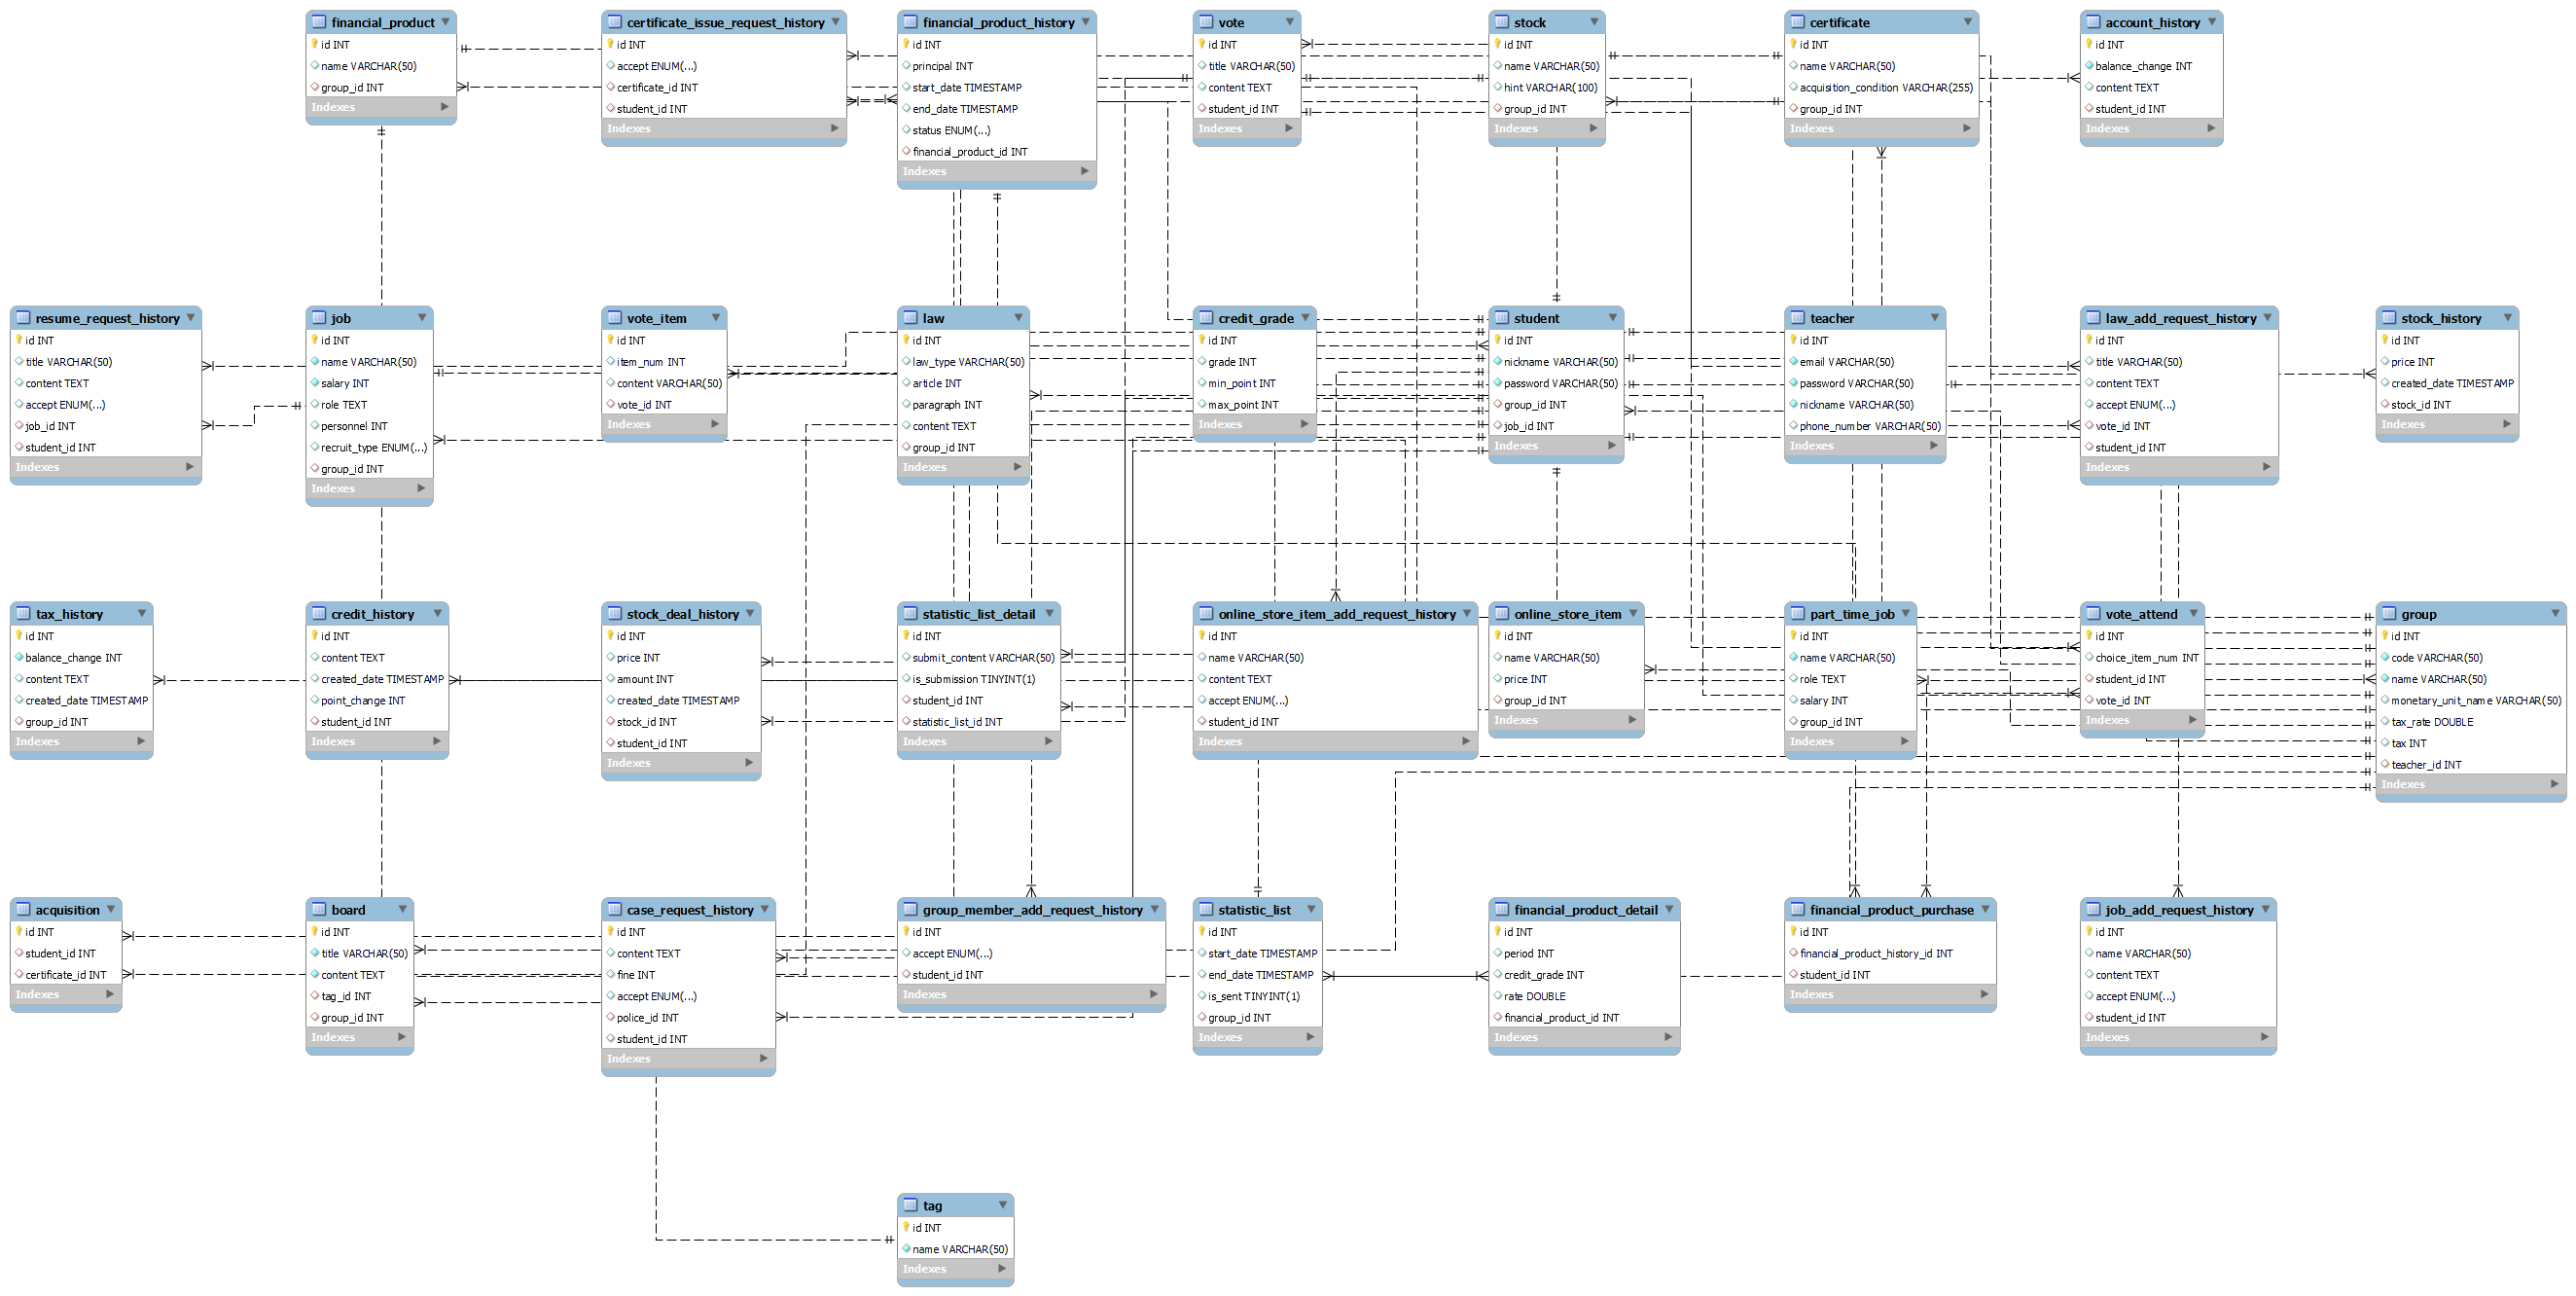 financial_product
id INT
name VARCHAR(50)
group_id INT
Indexes
certificate_issue_request_history
id INT
accept ENUM(...)
certificate_id INT
student_id INT
Indexes
financial_product_history
id INT
principal INT
start_date TIMESTAMP
end_date TIMESTAMP
status ENUM(...)
financial_product_id INT
Indexes
vote
id INT
title VARCHAR(50)
content TEXT
student_id INT
Indexes
stock
id INT
name VARCHAR(50)
hint VARCHAR(100)
group_id INT
Indexes
certificate
id INT
name VARCHAR(50)
acquisition_condition VARCHAR(255)
group_id INT
Indexes
account_history
id INT
balance_change INT
content TEXT
student_id INT
Indexes
resume_request_history
id INT
title VARCHAR(50)
content TEXT
accept ENUM(...)
job_id INT
student_id INT
Indexes
job
id INT
name VARCHAR(50)
salary INT
role TEXT
personnel INT
recruit_type ENUM(...)
group_id INT
Indexes
vote_item
id INT
item_num INT
content VARCHAR(50)
vote_id INT
Indexes
law
id INT
law_type VARCHAR(50)
article INT
paragraph INT
content TEXT
group_id INT
Indexes
credit_grade
id INT
grade INT
min_point INT
max_point INT
Indexes
student
id INT
nickname VARCHAR(50)
password VARCHAR(50)
group_id INT
job_id INT
Indexes
teacher
id INT
email VARCHAR(50)
password VARCHAR(50)
nickname VARCHAR(50)
phone_number VARCHAR(50)
Indexes
law_add_request_history
id INT
title VARCHAR(50)
content TEXT
accept ENUM(...)
vote_id INT
student_id INT
Indexes
stock_history
id INT
price INT
created_date TIMESTAMP
stock_id INT
Indexes
tax_history
id INT
balance_change INT
content TEXT
created_date TIMESTAMP
group_id INT
Indexes
credit_history
id INT
content TEXT
created_date TIMESTAMP
point_change INT
student_id INT
Indexes
stock_deal_history
id INT
price INT
amount INT
created_date TIMESTAMP
stock_id INT
student_id INT
Indexes
statistic_list_detail
id INT
submit_content VARCHAR(50)
is_submission TINYINT(1)
student_id INT
statistic_list_id INT
Indexes
online_store_item_add_request_history
id INT
name VARCHAR(50)
content TEXT
accept ENUM(...)
student_id INT
Indexes
online_store_item
id INT
name VARCHAR(50)
price INT
group_id INT
Indexes
part_time_job
id INT
name VARCHAR(50)
role TEXT
salary INT
group_id INT
Indexes
vote_attend
id INT
choice_item_num INT
student_id INT
vote_id INT
Indexes
group
id INT
code VARCHAR(50)
name VARCHAR(50)
monetary_unit_name VARCHAR(50)
tax_rate DOUBLE
tax INT
teacher_id INT
Indexes
acquisition
id INT
student_id INT
certificate_id INT
Indexes
board
id INT
title VARCHAR(50)
content TEXT
tag_id INT
group_id INT
Indexes
case_request_history
id INT
content TEXT
fine INT
accept ENUM(...)
police_id INT
student_id INT
Indexes
group_member_add_request_history
id INT
accept ENUM(...)
student_id INT
Indexes
statistic_list
id INT
start_date TIMESTAMP
end_date TIMESTAMP
is_sent TINYINT(1)
group_id INT
Indexes
financial_product_detail
id INT
period INT
credit_grade INT
rate DOUBLE
financial_product_id INT
Indexes
financial_product_purchase
id INT
financial_product_history_id INT
student_id INT
Indexes
job_add_request_history
id INT
name VARCHAR(50)
content TEXT
accept ENUM(...)
student_id INT
Indexes
tag
id INT
name VARCHAR(50)
Indexes